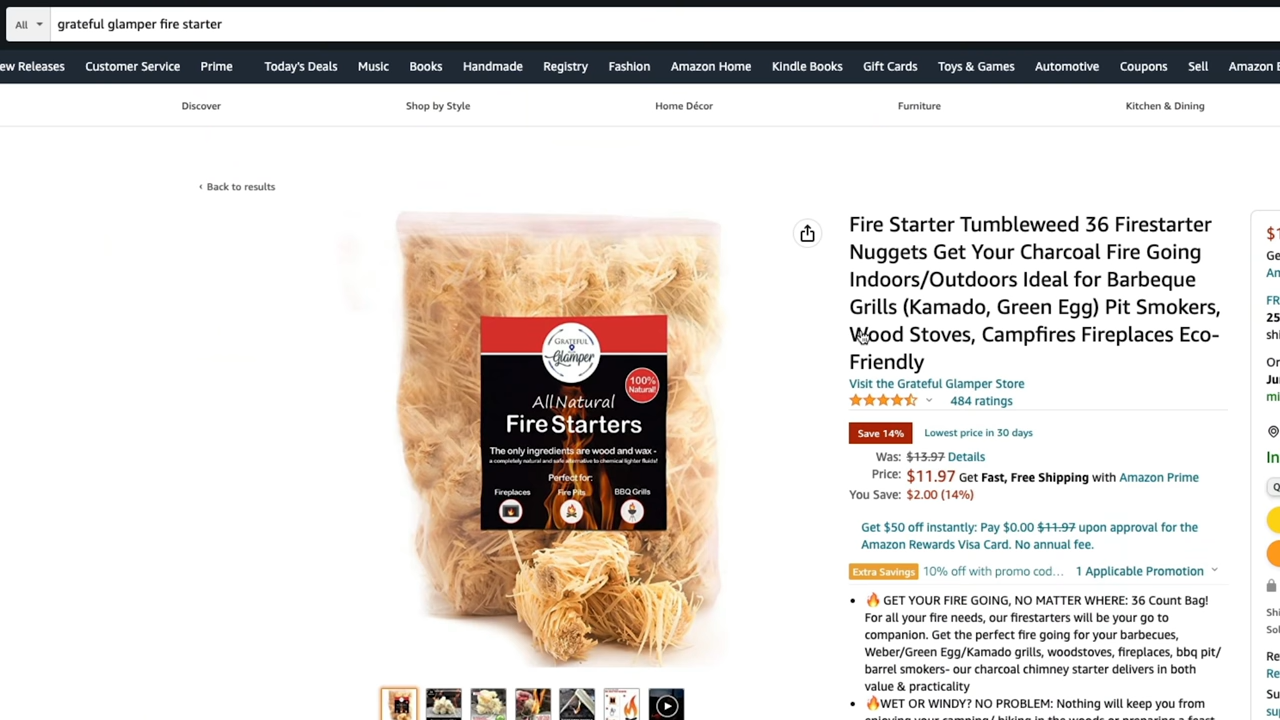 All
grateful glamper fire starter
ew Releases Customer Service Prime Today's Deals Music Books Handmade Registry Fashion Amazon Home Kindle Books Gift Cards Toys & Games Automotive Coupons Sell Amazon
Discover Shop by Style Home Décor Furniture Kitchen & Dining
‹ Back to results
GRATEFUL
Glamper
100%
Natural!
All Natural
Fire Starters
The only ingredients are wood and wax -
a completely natural and safe alternative to chemical lighter fluids!
Perfect for:
Fireplaces Fire Pits BBQ Grills
Fire Starter Tumbleweed 36 Firestarter
Nuggets Get Your Charcoal Fire Going
Indoors/Outdoors Ideal for Barbeque
Grills (Kamado, Green Egg) Pit Smokers,
Wood Stoves, Campfires Fireplaces Eco-
Friendly
Visit the Grateful Glamper Store
484 ratings
Save 14% Lowest price in 30 days
Was: $13.97 Details
Price: $11.97 Get Fast, Free Shipping with Amazon Prime
You Save: $2.00 (14%)
Get $50 off instantly: Pay $0.00 $11.97 upon approval for the
Amazon Rewards Visa Card. No annual fee.
Extra Savings 10% off with promo cod... 1 Applicable Promotion
• 🔥 GET YOUR FIRE GOING, NO MATTER WHERE: 36 Count Bag!
For all your fire needs, our firestarters will be your go to
companion. Get the perfect fire going for your barbecues,
Weber/Green Egg/Kamado grills, woodstoves, fireplaces, bbq pit/
barrel smokers- our charcoal chimney starter delivers in both
value & practicality
• 🔥WET OR WINDY? NO PROBLEM: Nothing will keep you from
enjoying your camping/ hiking in the woods or preparing a feast